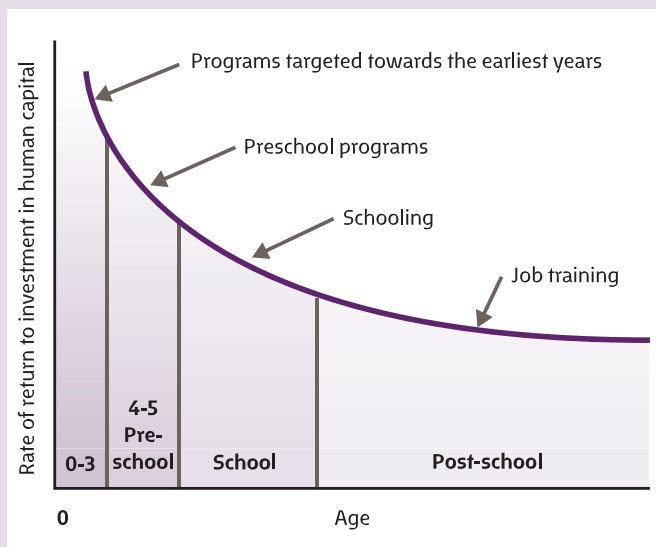 Programs targeted towards the earliest years
Preschool programs
Schooling
Job training
Rate of return to investment in human capital
0-3
4-5
Pre-
school
School
Post-school
0
Age